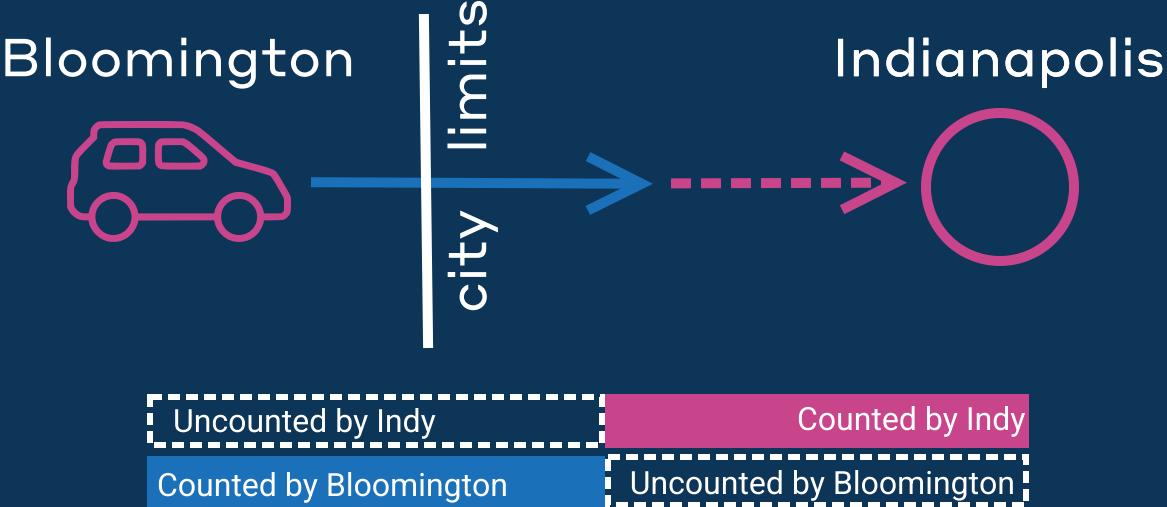 Bloomington
city limits
Indianapolis
Uncounted by Indy
Counted by Indy
Counted by Bloomington
Uncounted by Bloomington